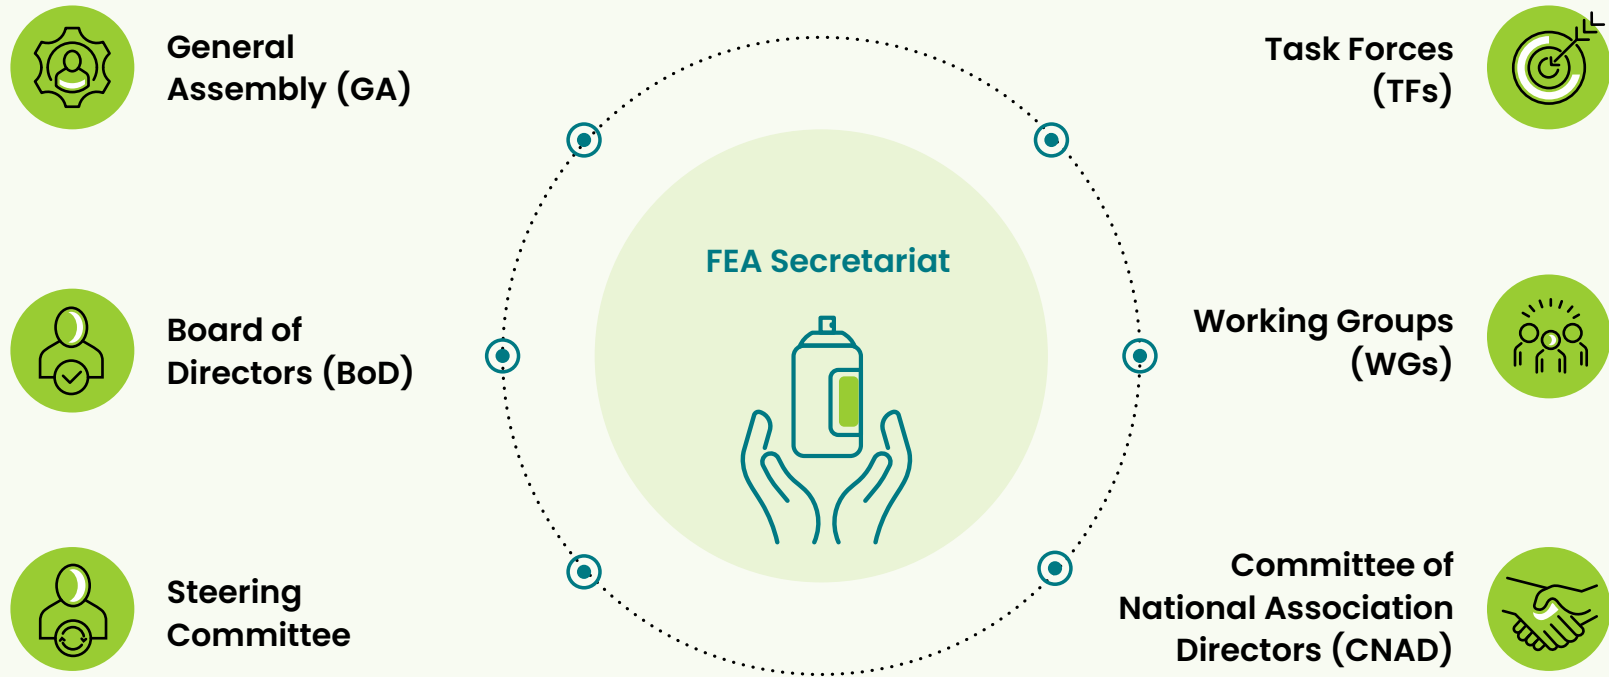 General
Assembly (GA)
Board of
Directors (BoD)
Steering
Committee
FEA Secretariat
Task Forces
(TFs)
Working Groups
(WGs)
Committee of
National Association
Directors (CNAD)